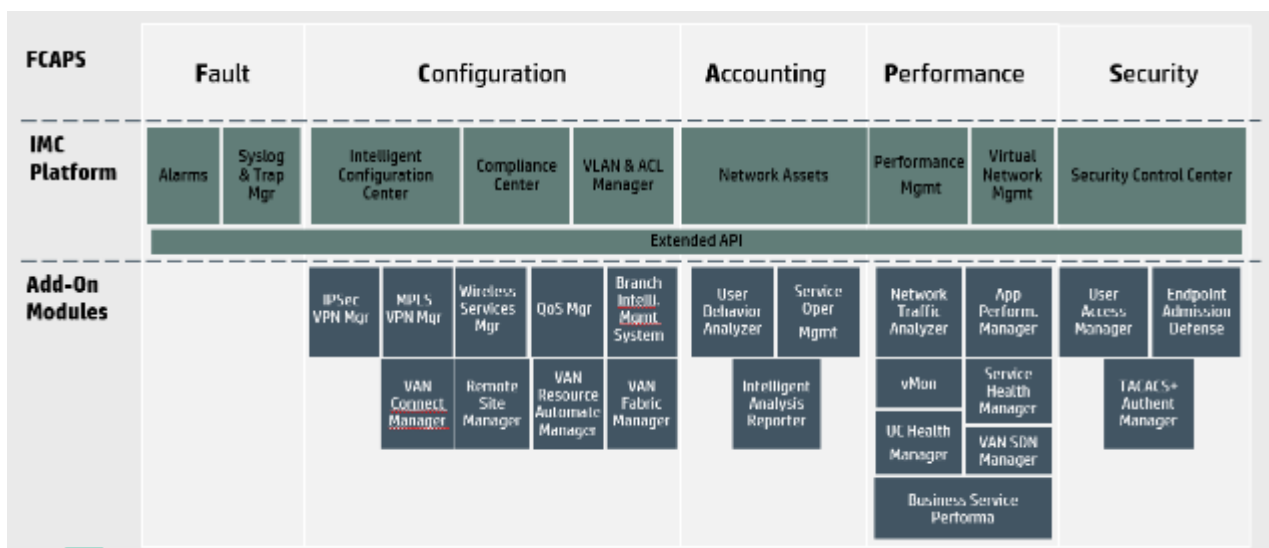 FCAPS
Fault
Configuration
Accounting
Performance
Security
IMC
Platform
Alarms
Syslog
& Trap
Mgr
Intelligent
Configuration
Center
Compliance
Center
VLAN & ACL
Manager
Network Assets
Performance
Mgmt
Virtual
Network
Mgmt
Security Control Center
Extended API
Add-On
Modules
IPSec
VPN Mgr
MPLS
VPN Mgr
Wireless
Services
Mgr
QoS Mgr
Branch
Intelli.
Mgmt
System
User
Behavior
Analyzer
Service
Oper
Mgmt
Network
Traffic
Analyzer
App
Perform.
Manager
User
Access
Manager
Endpoint
Admission
Defense
VAN
Connect
Manager
Remote
Site
Manager
VAN
Resource
Automate
Manager
VAN
Fabric
Manager
Intelligent
Analysis
Reporter
vMon
Service
Health
Manager
TACACS+
Authent
Manager
UC Health
Manager
VAN SDN
Manager
Business Service
Performa